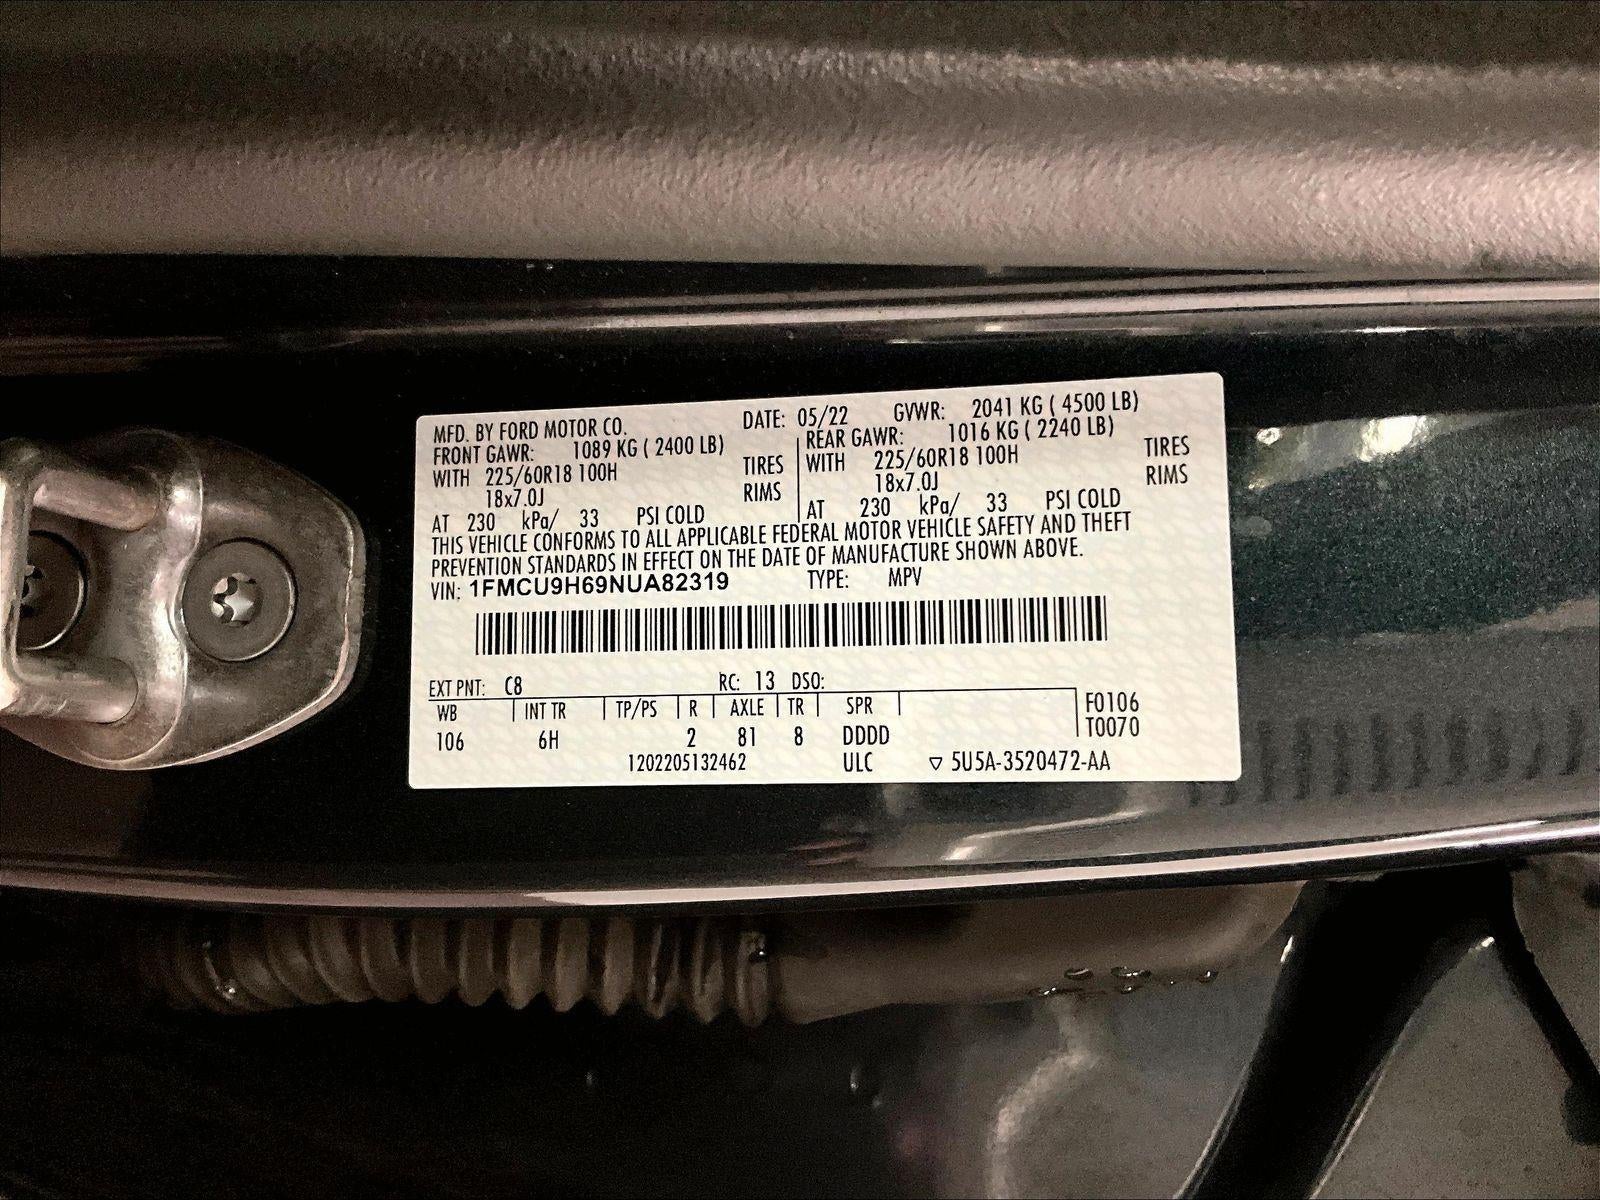 MFD. BY FORD MOTOR CO. DATE: 05/22 GVWR: 2041 KG ( 4500 LB)
FRONT GAWR: 1089 KG ( 2400 LB) REAR GAWR: 1016 KG ( 2240 LB)
WITH 225/60R18 100H TIRES WITH 225/60R18 100H TIRES
18x7.0J RIMS 18x7.0J RIMS
AT 230 kPa/ 33 PSI COLD AT 230 kPa/ 33 PSI COLD
THIS VEHICLE CONFORMS TO ALL APPLICABLE FEDERAL MOTOR VEHICLE SAFETY AND THEFT
PREVENTION STANDARDS IN EFFECT ON THE DATE OF MANUFACTURE SHOWN ABOVE.
VIN: 1FMCU9H69NUA82319 TYPE: MPV
EXT PNT: C8 RC: 13 DSO:
WB INT TR TP/PS R AXLE TR SPR F0106
106 6H 2 81 8 DDDD T0070
1202205132462 ULC ▽ 5U5A-3520472-AA